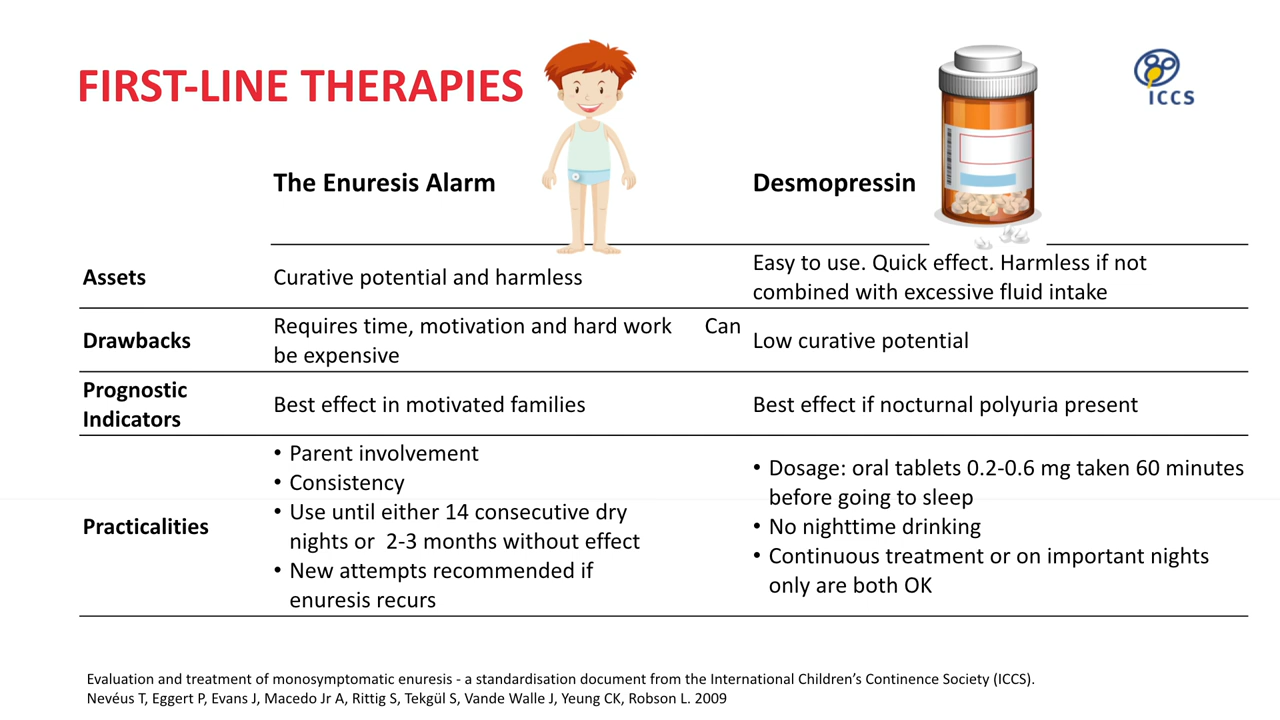 FIRST-LINE THERAPIES
ICCS
The Enuresis Alarm
Desmopressin
Assets
Curative potential and harmless
Easy to use. Quick effect. Harmless if not
combined with excessive fluid intake
Drawbacks
Requires time, motivation and hard work Can
be expensive
Low curative potential
Prognostic
Indicators
Best effect in motivated families
Best effect if nocturnal polyuria present
Practicalities
• Parent involvement
• Consistency
• Use until either 14 consecutive dry
nights or 2-3 months without effect
• New attempts recommended if
enuresis recurs
• Dosage: oral tablets 0.2-0.6 mg taken 60 minutes
before going to sleep
• No nighttime drinking
• Continuous treatment or on important nights
only are both OK
Evaluation and treatment of monosymptomatic enuresis - a standardisation document from the International Children’s Continence Society (ICCS).
Nevéus T, Eggert P, Evans J, Macedo Jr A, Rittig S, Tekgül S, Vande Walle J, Yeung CK, Robson L. 2009